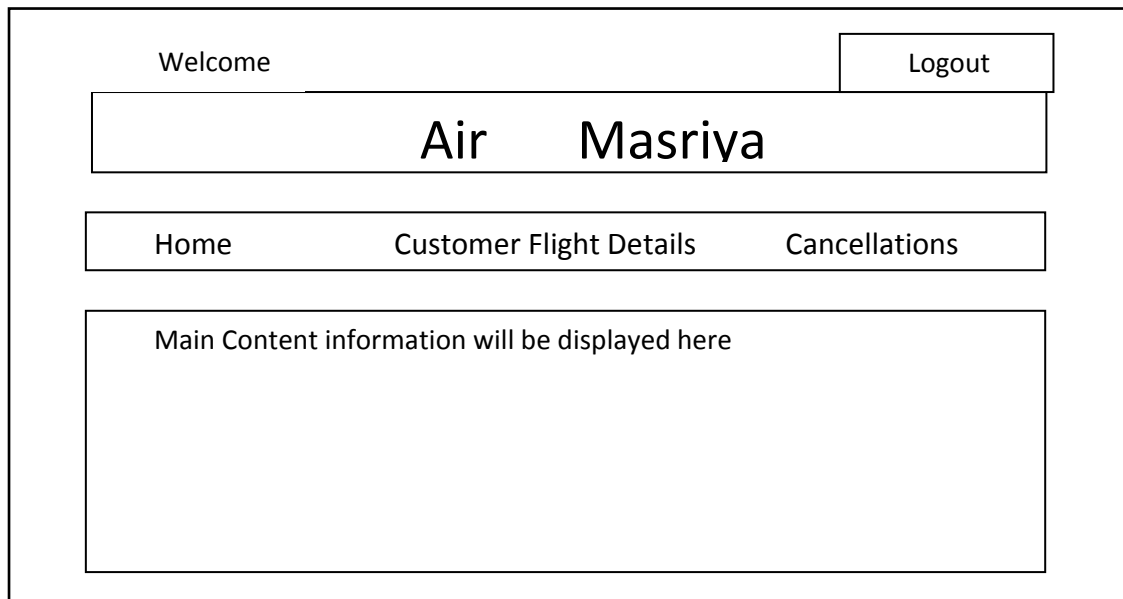 Welcome Logout
Air Masriya
Home Customer Flight Details Cancellations
Main Content information will be displayed here